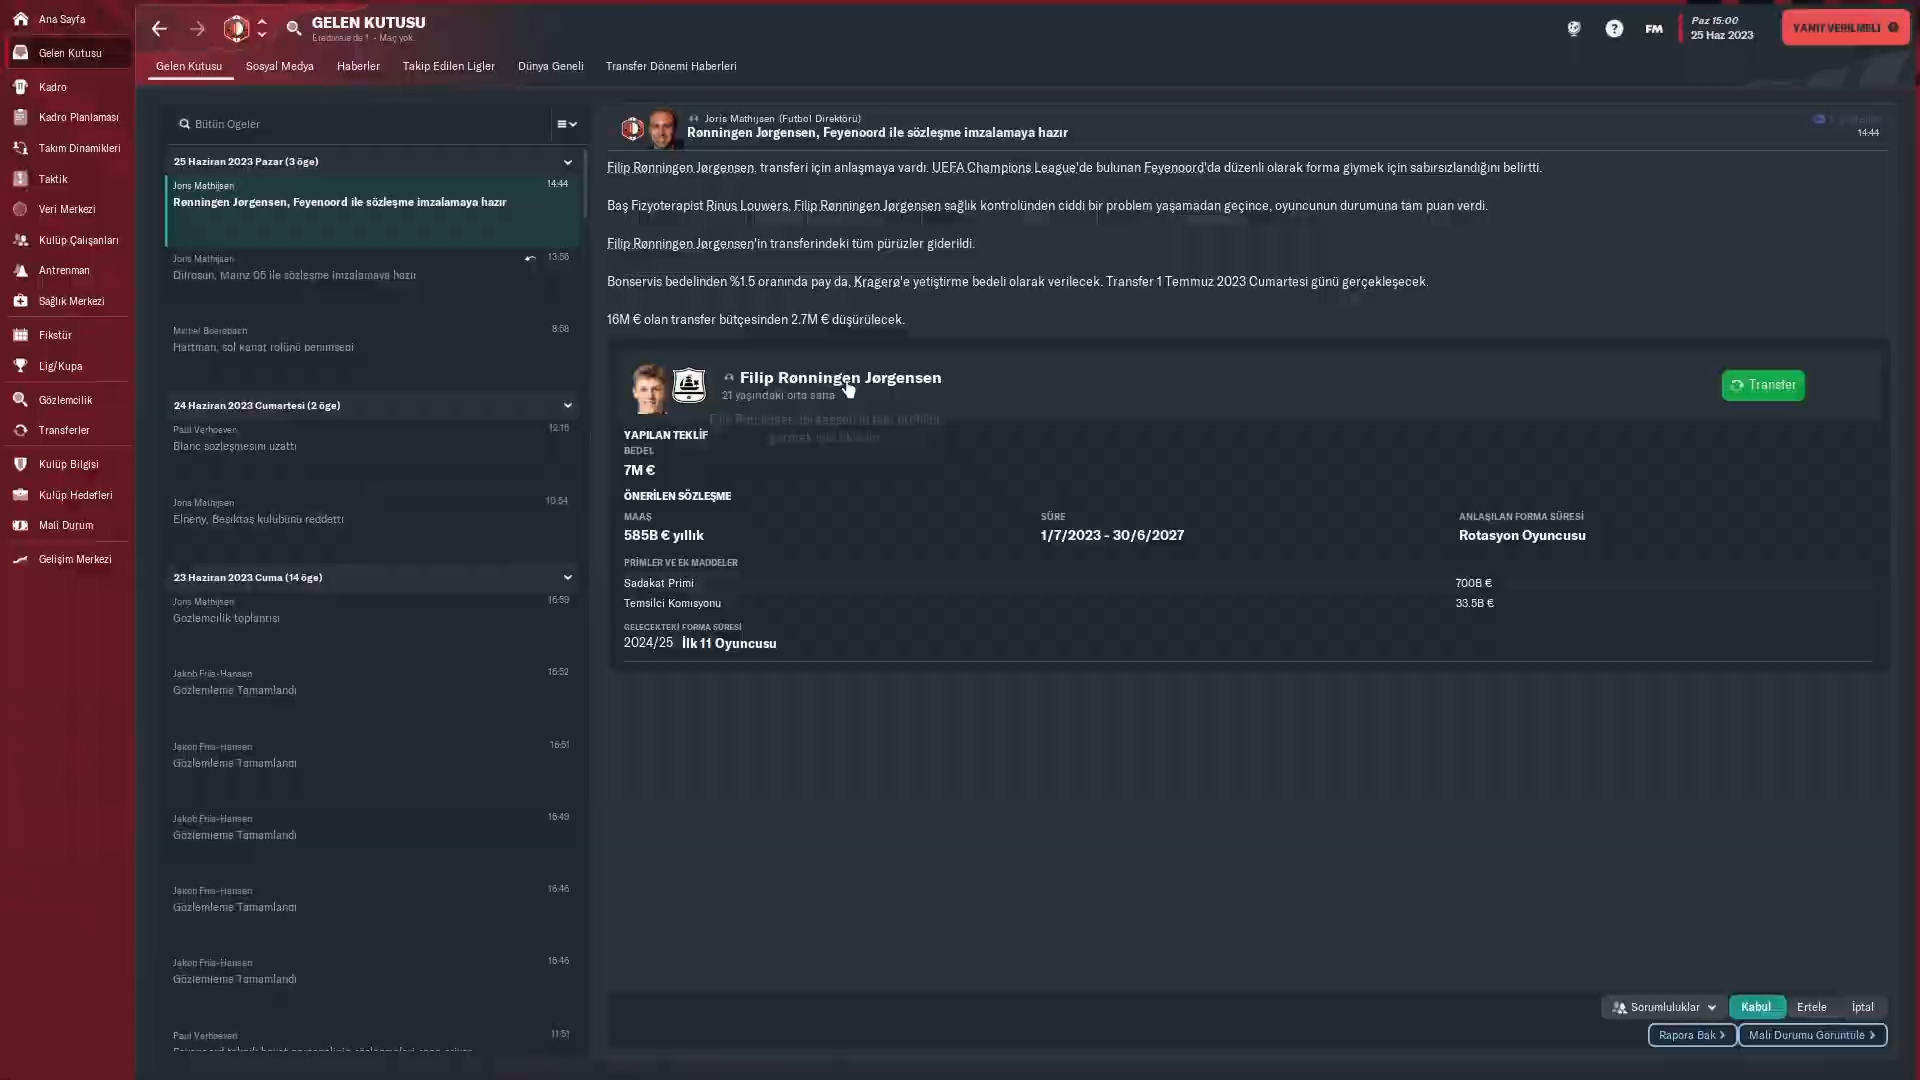 Ana Sayfa
Gelen Kutusu
Kadro
Kadro Planlaması
Takım Dinamikleri
Taktik
Veri Merkezi
Kulüp Çalışanları
Antrenman
Sağlık Merkezi
Fikstür
Lig/Kupa
Gözlemcilik
Transferler
Kulüp Bilgisi
Kulüp Hedefleri
Mali Durum
Gelişim Merkezi
GELEN KUTUSU
Eredivisie'de 1. - Maç yok.
FM
Paz 15:00
25 Haz 2023
YANIT VERİLMELİ
Gelen Kutusu
Sosyal Medya
Haberler
Takip Edilen Ligler
Dünya Geneli
Transfer Dönemi Haberleri
Bütün Ögeler
25 Haziran 2023 Pazar (3 öge)
Joris Mathijsen 14:44
Rønningen Jørgensen, Feyenoord ile sözleşme imzalamaya hazır
Joris Mathijsen 13:56
Dilrosun, Mainz 05 ile sözleşme imzalamaya hazır
8:58
Hartman, sol kanat rolünü benimsedi
24 Haziran 2023 Cumartesi (2 öge)
Paul Verhoeven 12:16
Blanc sözleşmesini uzattı
Joris Mathijsen 10:54
Elneny, Beşiktaş kulübünü reddetti
23 Haziran 2023 Cuma (14 öge)
Joris Mathijsen 16:59
Gözlemcilik toplantısı
Jakob Friis-Hansen 16:52
Gözlemleme Tamamlandı
Jakob Friis-Hansen 16:51
Gözlemleme Tamamlandı
Jakob Friis-Hansen 16:49
Gözlemleme Tamamlandı
Jakob Friis-Hansen 16:46
Gözlemleme Tamamlandı
Jakob Friis-Hansen 16:46
Gözlemleme Tamamlandı
Paul Verhoeven 11:51
Joris Mathijsen (Futbol Direktörü)
Rønningen Jørgensen, Feyenoord ile sözleşme imzalamaya hazır
14:44
Filip Rønningen Jørgensen, transferi için anlaşmaya vardı. UEFA Champions League'de bulunan Feyenoord'da düzenli olarak forma giymek için sabırsızlandığını belirtti.
Baş Fizyoterapist Rinus Louwers, Filip Rønningen Jørgensen sağlık kontrolünden ciddi bir problem yaşamadan geçince, oyuncunun durumuna tam puan verdi.
Filip Rønningen Jørgensen'in transferindeki tüm pürüzler giderildi.
Bonservis bedelinden %1.5 oranında pay da, Kragerø'e yetiştirme bedeli olarak verilecek. Transfer 1 Temmuz 2023 Cumartesi günü gerçekleşecek.
16M € olan transfer bütçesinden 2.7M € düşürülecek.
Filip Rønningen Jørgensen
21 yaşındaki orta saha
Transfer
YAPILAN TEKLİF
BEDEL
7M €
ÖNERİLEN SÖZLEŞME
MAAŞ SÜRE ANLAŞILAN FORMA SÜRESİ
585B € yıllık 1/7/2023 - 30/6/2027 Rotasyon Oyuncusu
PRİMLER VE EK MADDELER
Sadakat Primi 700B €
Temsilci Komisyonu 33.5B €
GELECEKTEKİ FORMA SÜRESİ
2024/25 İlk 11 Oyuncusu
Sorumluluklar
Kabul
Ertele
İptal
Rapora Bak
Mali Durumu Görüntüle